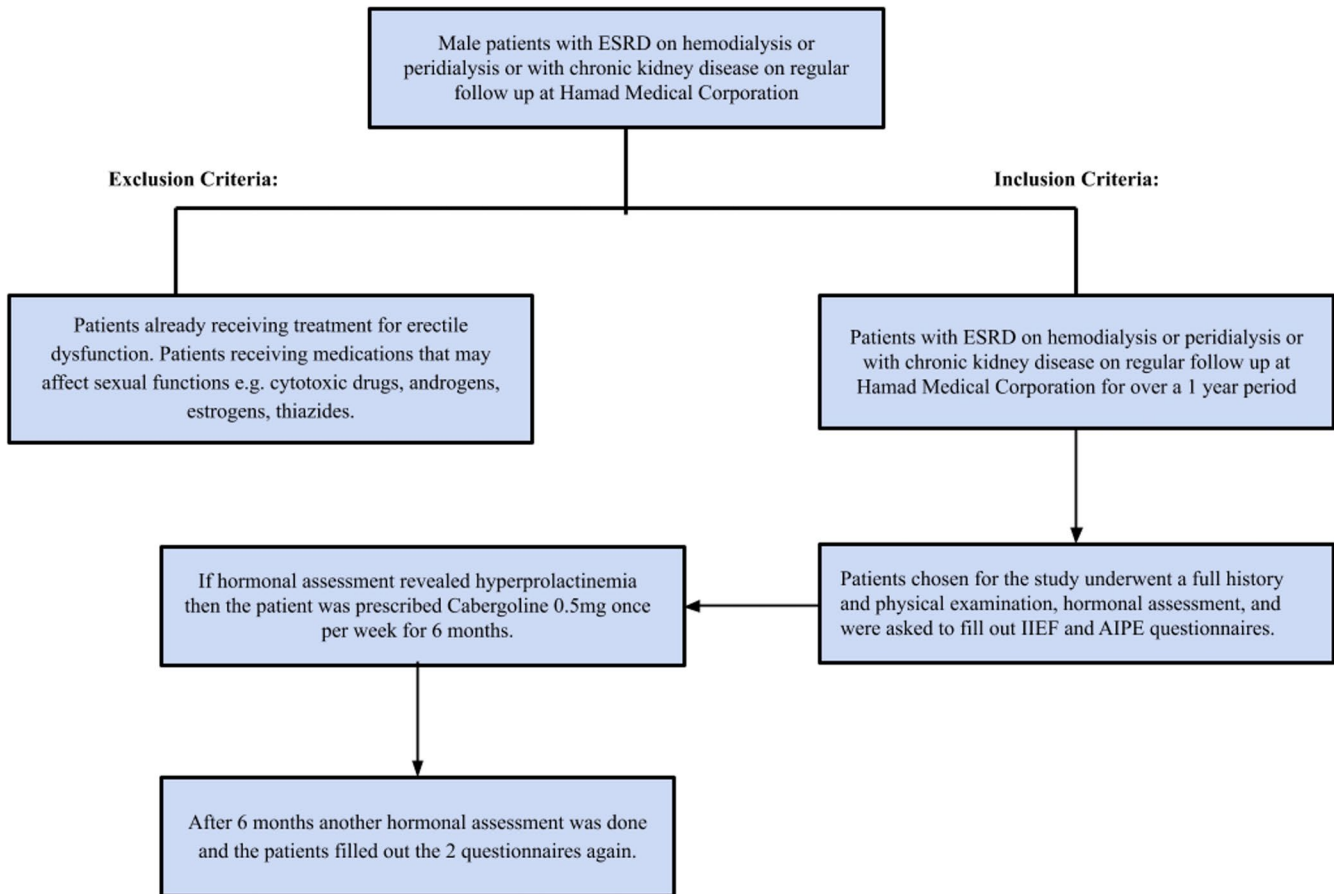 Male patients with ESRD on hemodialysis or
peridialysis or with chronic kidney disease on regular
follow up at Hamad Medical Corporation
Exclusion Criteria:
Inclusion Criteria:
Patients already receiving treatment for erectile
dysfunction. Patients receiving medications that may
affect sexual functions e.g. cytotoxic drugs, androgens,
estrogens, thiazides.
Patients with ESRD on hemodialysis or peridialysis or
with chronic kidney disease on regular follow up at
Hamad Medical Corporation for over a 1 year period
Patients chosen for the study underwent a full history
and physical examination, hormonal assessment, and
were asked to fill out IIEF and AIPE questionnaires.
If hormonal assessment revealed hyperprolactinemia
then the patient was prescribed Cabergoline 0.5mg once
per week for 6 months.
After 6 months another hormonal assessment was done
and the patients filled out the 2 questionnaires again.